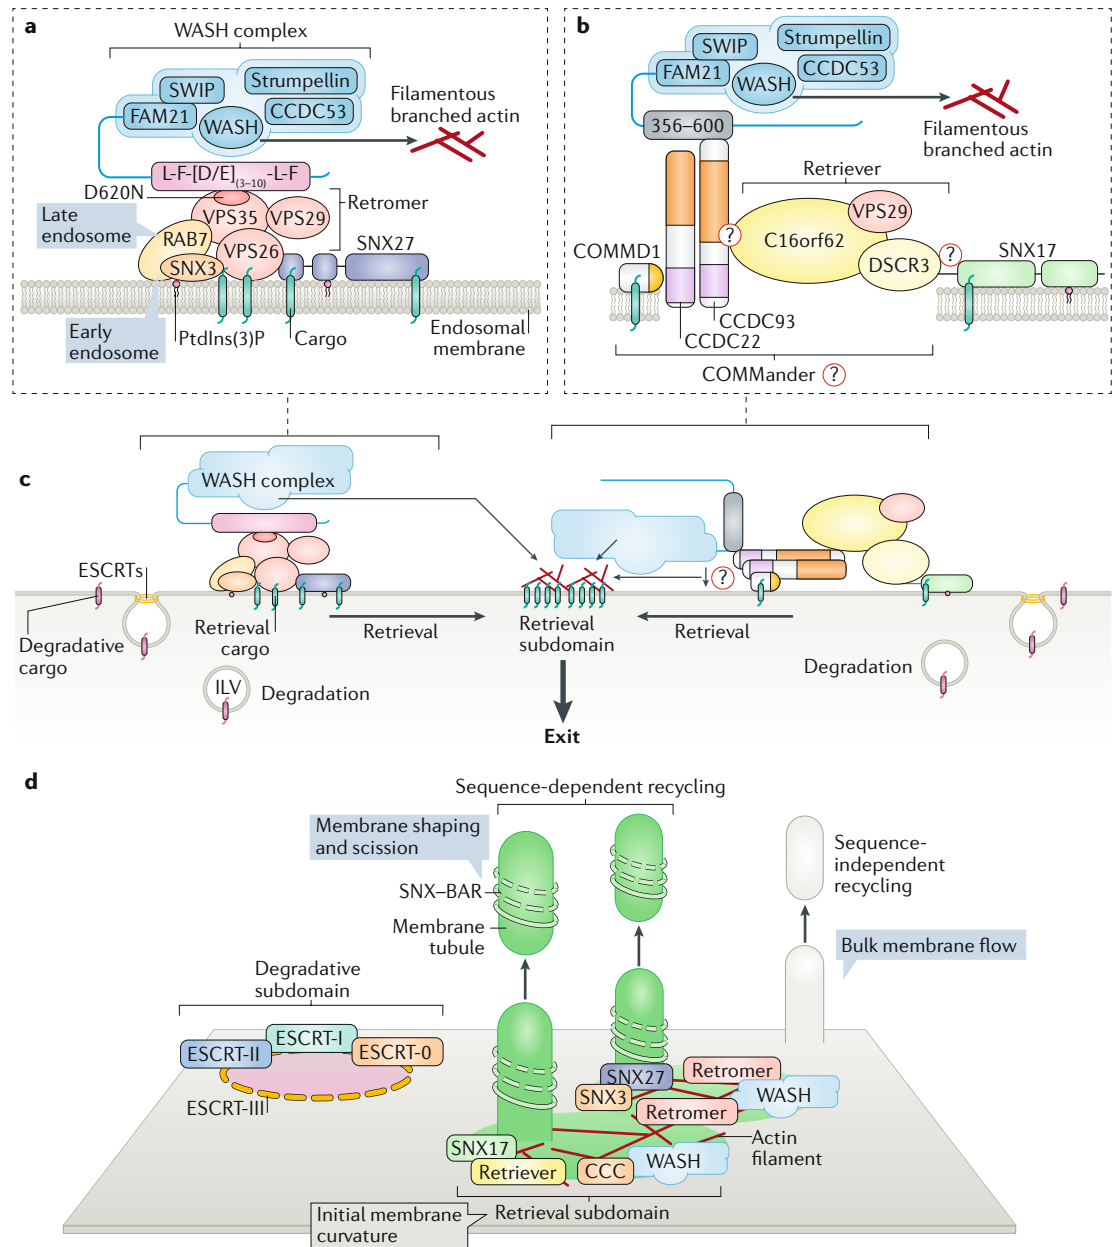 a
WASH complex
SWIP
Strumpellin
FAM21
WASH
CCDC53
Filamentous
branched actin
L-F-[D/E](3–10)-L-F
D620N
Retromer
Late
endosome
VPS35
VPS29
RAB7
VPS26
SNX27
SNX3
Early
endosome
PtdIns(3)P
Cargo
Endosomal
membrane
b
SWIP
Strumpellin
FAM21
WASH
CCDC53
356–600
Filamentous
branched actin
Retriever
VPS29
?
C16orf62
COMMD1
DSCR3
?
SNX17
CCDC93
CCDC22
COMMander ?
c
WASH complex
ESCRTs
?
Degradative
cargo
Retrieval
cargo
Retrieval
Retrieval
subdomain
Retrieval
Degradation
ILV
Degradation
Exit
d
Sequence-dependent recycling
Membrane shaping
and scission
SNX–BAR
Membrane
tubule
Sequence-
independent
recycling
Bulk membrane flow
Degradative
subdomain
ESCRT-I
ESCRT-II
ESCRT-0
ESCRT-III
SNX27
Retromer
SNX3
WASH
Retromer
Actin
filament
SNX17
WASH
Retriever
CCC
Retrieval subdomain
Initial membrane
curvature